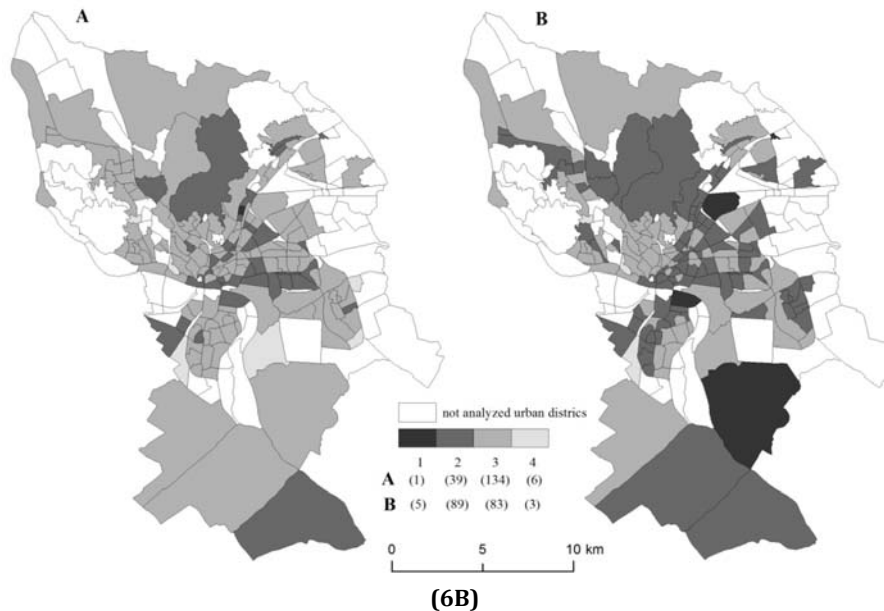 A
B
not analyzed urban districs
1 2 3 4
A (1) (39) (134) (6)
B (5) (89) (83) (3)
0 5 10 km
(6B)